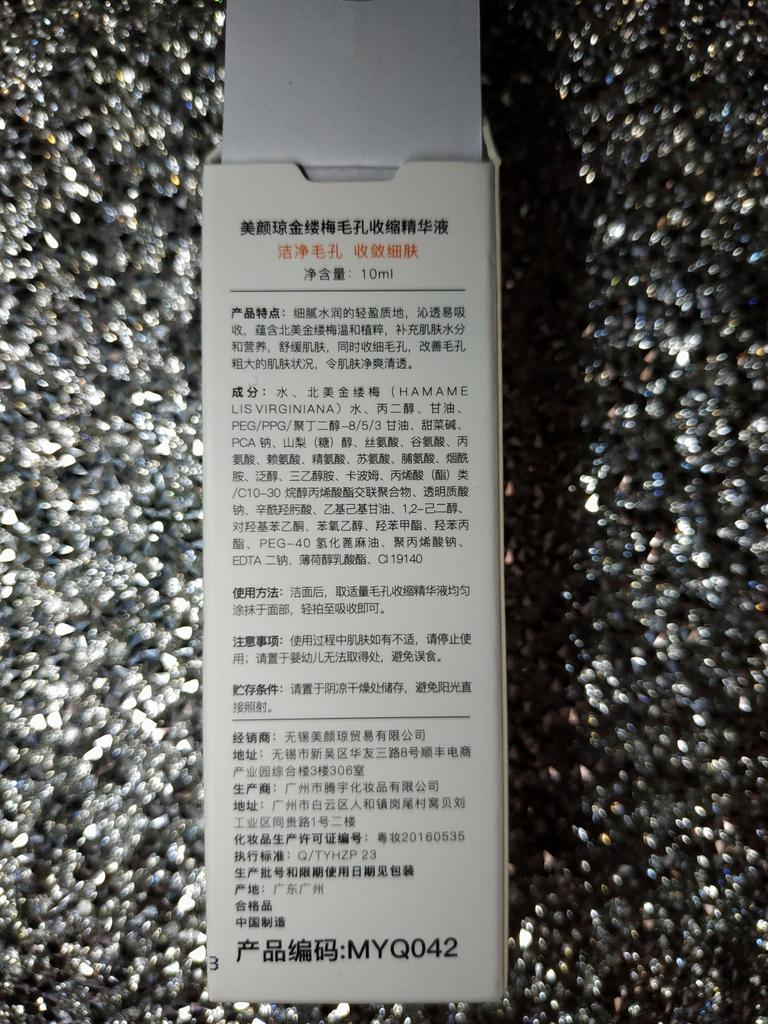 美颜琼金缕梅毛孔收缩精华液
洁净毛孔 收敛细肤
净含量：10ml
产品特点：细腻水润的轻盈质地，沁透易吸
收，蕴含北美金缕梅温和植粹，补充肌肤水分
和营养，舒缓肌肤，同时收细毛孔，改善毛孔
粗大的肌肤状况，令肌肤净爽清透。
成分：水、北美金缕梅（HAMAME
LIS VIRGINIANA）水、丙二醇、甘油、
PEG/PPG/聚丁二醇-8/5/3 甘油、甜菜碱、
PCA 钠、山梨（糖）醇、丝氨酸、谷氨酸、丙
氨酸、赖氨酸、精氨酸、苏氨酸、脯氨酸、烟酰
胺、泛醇、三乙醇胺、卡波姆、丙烯酸（酯）类
/C10-30 烷醇丙烯酸酯交联聚合物、透明质酸
钠、辛酰羟肟酸、乙基己基甘油、1,2-己二醇、
对羟基苯乙酮、苯氧乙醇、羟苯甲酯、羟苯丙
酯、PEG-40 氢化蓖麻油、聚丙烯酸钠、
EDTA 二钠、薄荷醇乳酸酯、CI 19140
使用方法：洁面后，取适量毛孔收缩精华液均匀
涂抹于面部，轻拍至吸收即可。
注意事项：使用过程中肌肤如有不适，请停止使
用；请置于婴幼儿无法取得处，避免误食。
贮存条件：请置于阴凉干燥处储存，避免阳光直
接照射。
经销商：无锡美颜琼贸易有限公司
地址：无锡市新吴区华友三路8号顺丰电商
产业园综合楼3楼306室
生产商：广州市腾宇化妆品有限公司
地址：广州市白云区人和镇岗尾村窝贝刘
工业区同贵路1号二楼
化妆品生产许可证编号：粤妆20160535
执行标准：Q/TYHZP 23
生产批号和限期使用日期见包装
产地：广东广州
合格品
中国制造
产品编码:MYQ042